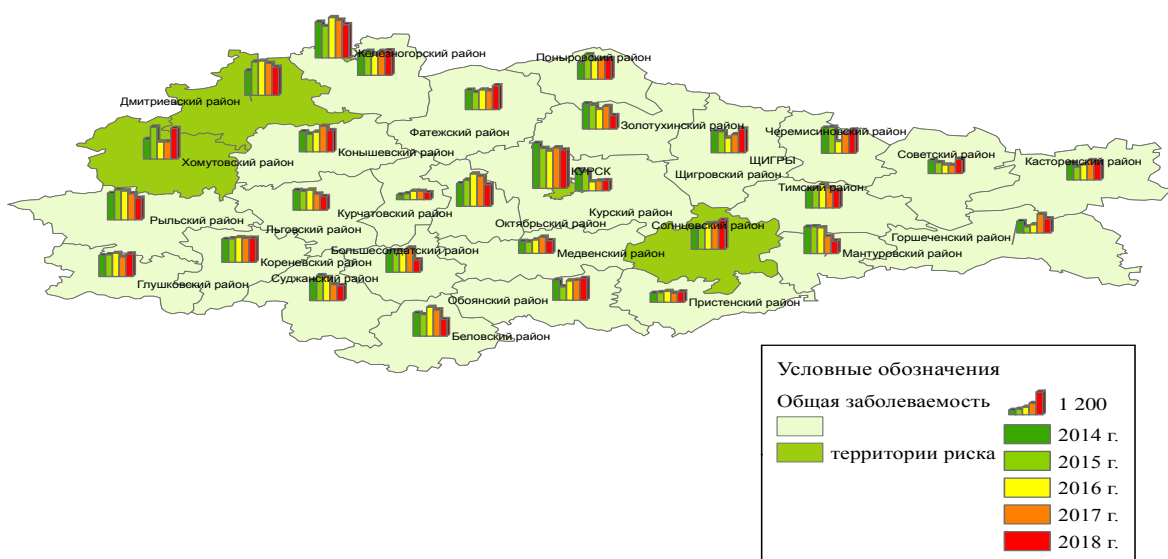 Железногорский район
Поныровский район
Дмитриевский район
Фатежский район
Золотухинский район
Черемисиновский район
Конышевский район
Хомутовский район
ЩИГРЫ
Советский район
Касторенский район
КУРСК
Щигровский район
Тимский район
Рыльский район
Льговский район
Курчатовский район
Октябрьский район
Курский район
Солнцевский район
Горшеченский район
Большесолдатский район
Медвенский район
Мантуровский район
Кореневский район
Глушковский район
Суджанский район
Обоянский район
Пристенский район
Беловский район
Условные обозначения
Общая заболеваемость
1 200
2014 г.
территории риска
2015 г.
2016 г.
2017 г.
2018 г.